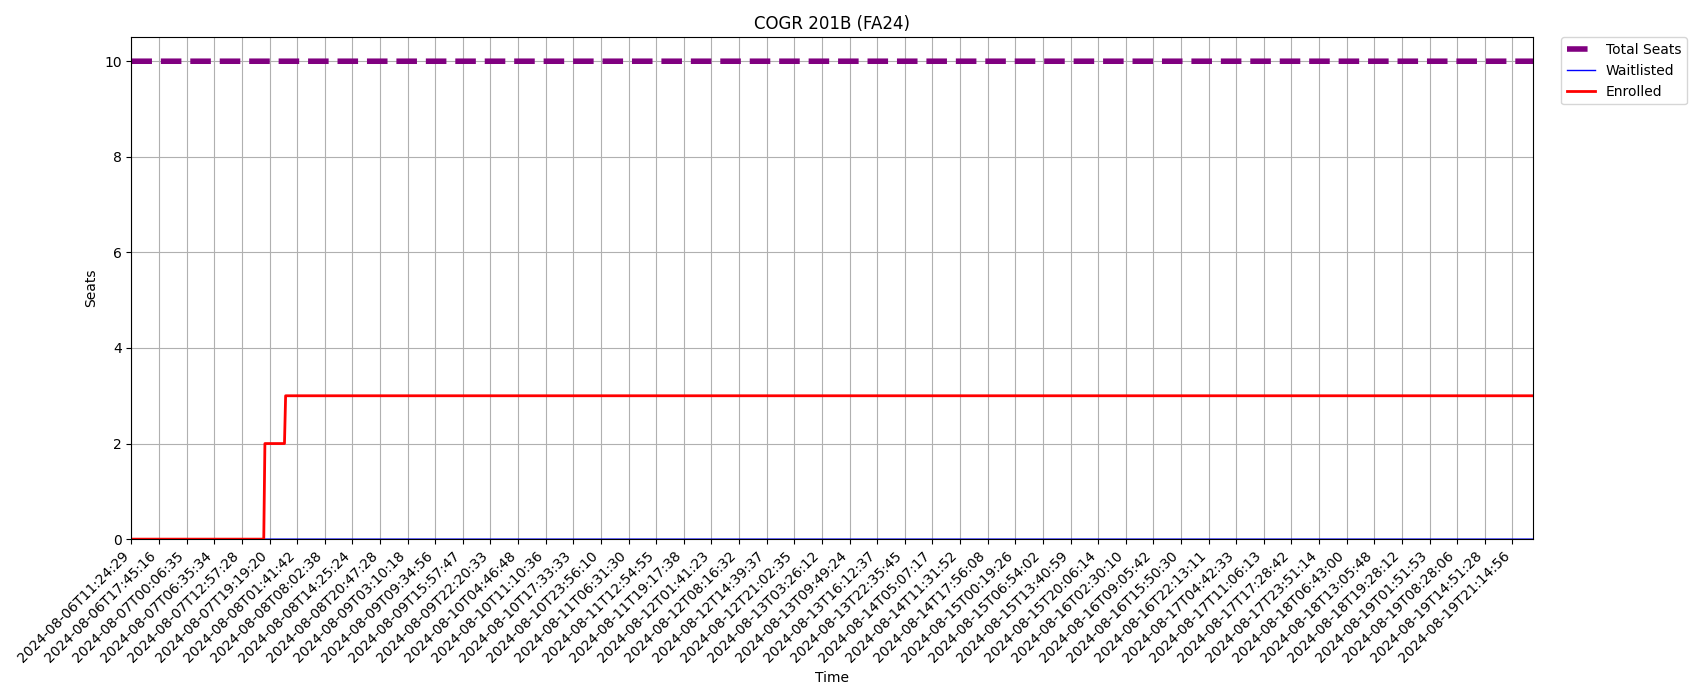 COGR 201B (FA24)
Total Seats
Waitlisted
Enrolled
10
8
6
4
2
0
Seats
2024-08-06T11:24:29
2024-08-06T17:45:16
2024-08-07T00:06:35
2024-08-07T06:35:34
2024-08-07T12:57:28
2024-08-07T19:19:20
2024-08-08T01:41:42
2024-08-08T08:02:38
2024-08-08T14:25:24
2024-08-08T20:47:28
2024-08-09T03:10:18
2024-08-09T09:34:56
2024-08-09T15:57:47
2024-08-09T22:20:33
2024-08-10T04:46:48
2024-08-10T11:10:36
2024-08-10T17:33:33
2024-08-10T23:56:10
2024-08-11T06:31:30
2024-08-11T12:54:55
2024-08-11T19:17:38
2024-08-12T01:41:23
2024-08-12T08:16:32
2024-08-12T14:39:37
2024-08-12T21:02:35
2024-08-13T03:26:12
2024-08-13T09:49:24
2024-08-13T16:12:37
2024-08-13T22:35:45
2024-08-14T05:07:17
2024-08-14T11:31:52
2024-08-14T17:56:08
2024-08-15T00:19:26
2024-08-15T06:54:02
2024-08-15T13:40:59
2024-08-15T20:06:14
2024-08-16T02:30:10
2024-08-16T09:05:42
2024-08-16T15:50:30
2024-08-16T22:13:11
2024-08-17T04:42:33
2024-08-17T11:06:13
2024-08-17T17:28:42
2024-08-17T23:51:14
2024-08-18T06:43:00
2024-08-18T13:05:48
2024-08-18T19:28:12
2024-08-19T01:51:53
2024-08-19T08:28:06
2024-08-19T14:51:28
2024-08-19T21:14:56
Time